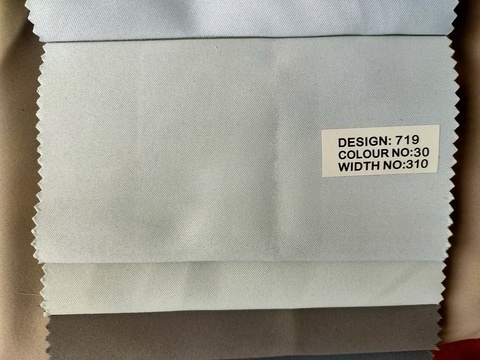 DESIGN: 719
COLOUR NO:30
WIDTH NO:310